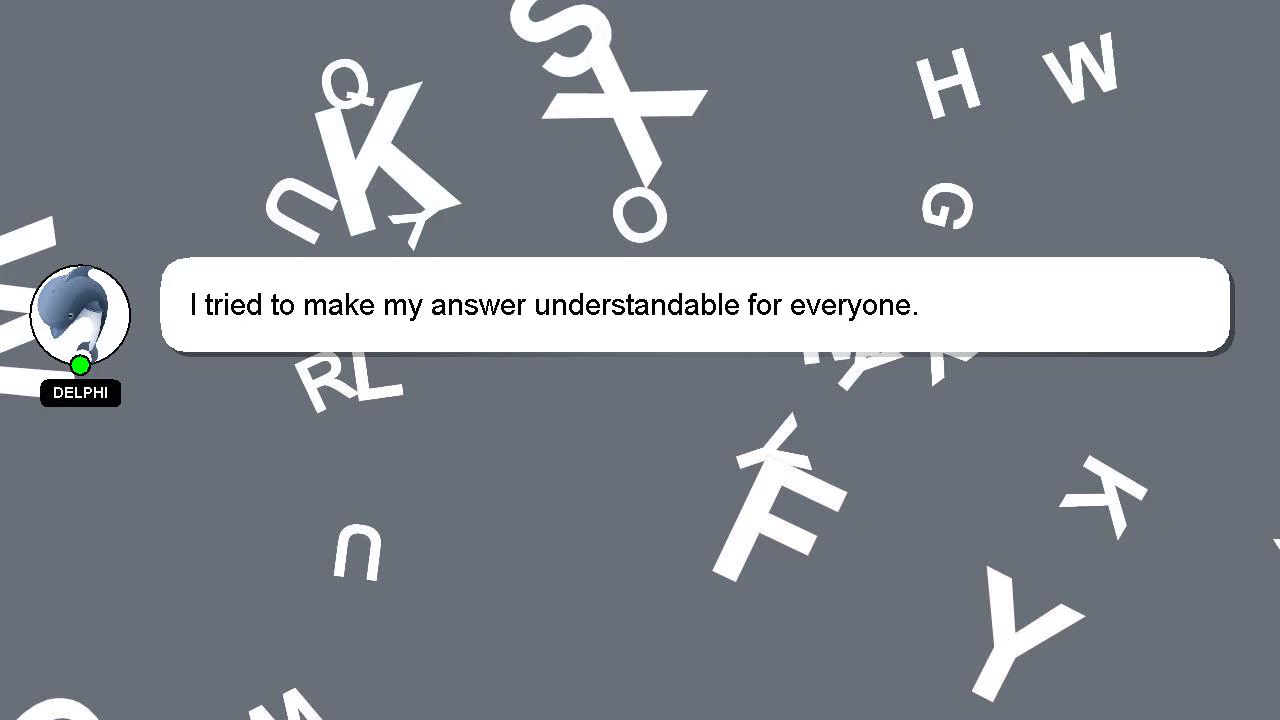 S
Q
H
W
K
X
U
Y
O
G
I tried to make my answer understandable for everyone.
DELPHI
R
L
K
F
K
U
Y
M